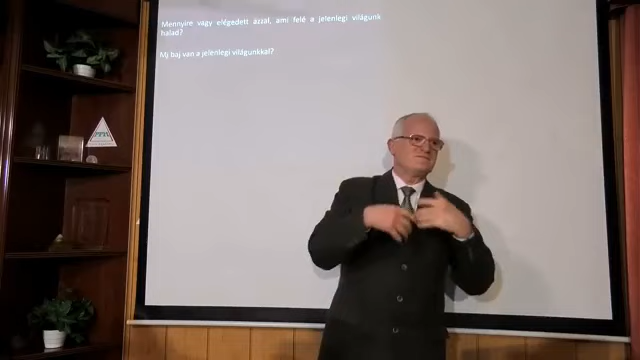 Mennyire vagy elégedett azzal, ami felé a jelenlegi világunk
halad?
Mi baj van a jelenlegi világunkkal?